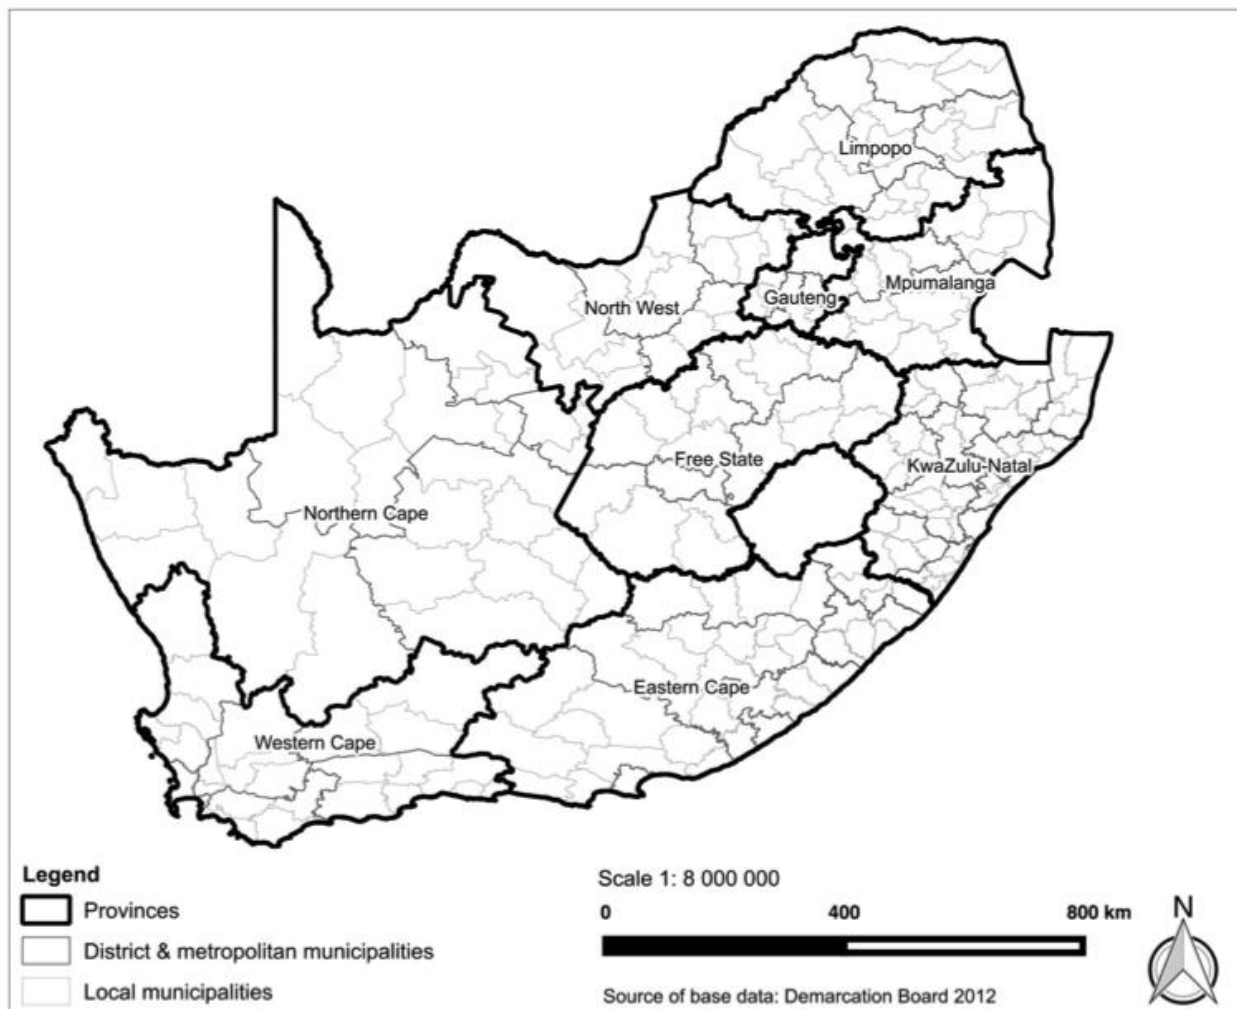 Limpopo
Mpumalanga
Gauteng
North West
Free State
KwaZulu-Natal
Northern Cape
Eastern Cape
Western Cape
Legend
Provinces
District & metropolitan municipalities
Local municipalities
Scale 1: 8 000 000
0 400 800 km
Source of base data: Demarcation Board 2012
N